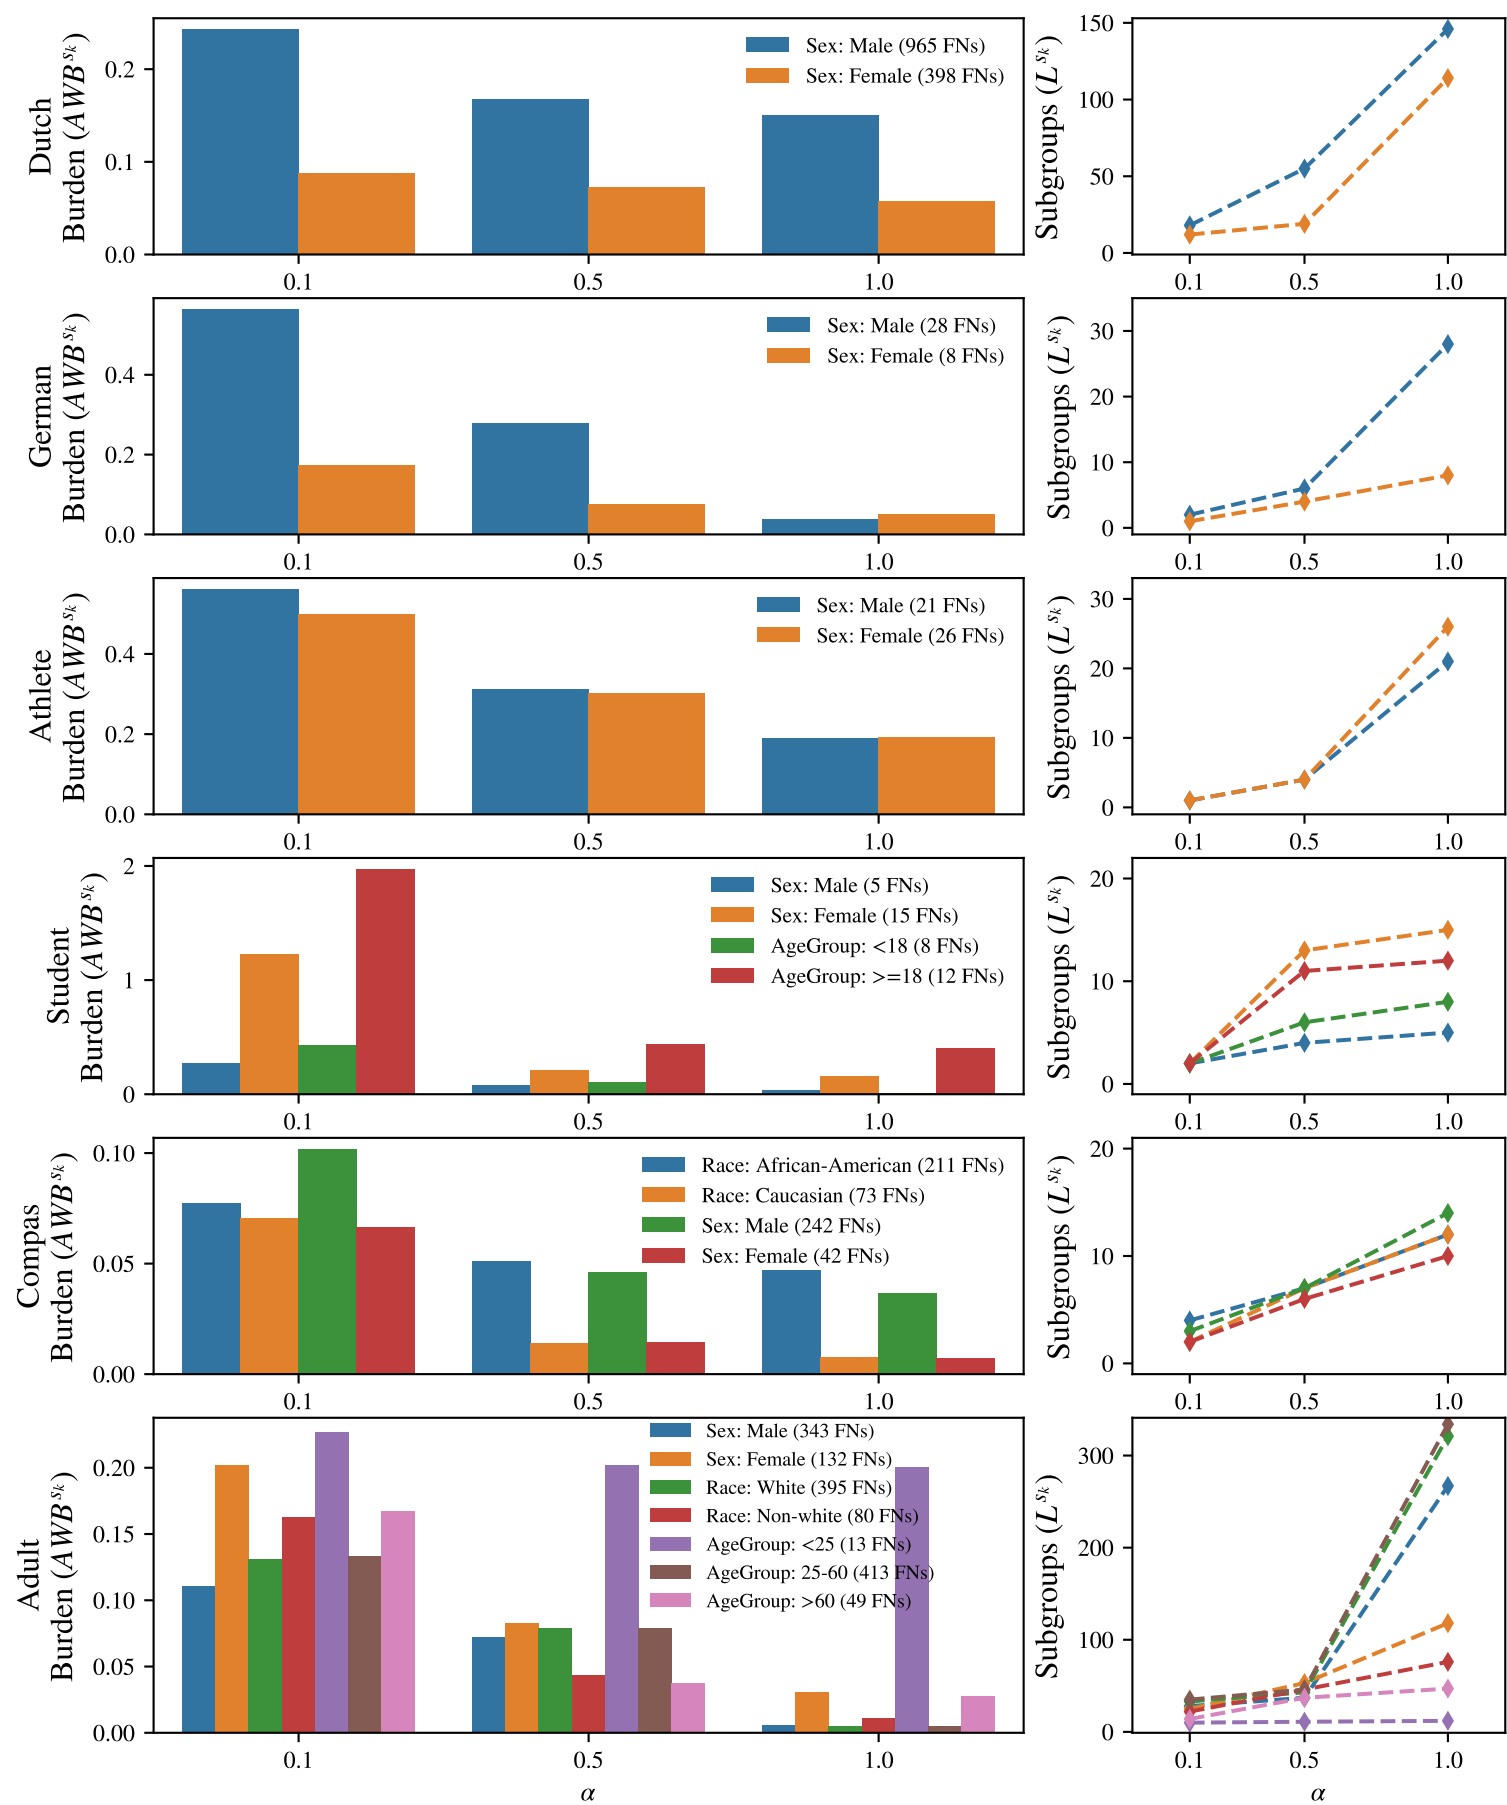 Dutch
Burden (AWB^{s_k})
0.2
0.1
0.0
Sex: Male (965 FNs)
Sex: Female (398 FNs)
0.1 0.5 1.0
Subgroups (L^{s_k})
150
100
50
0
0.1 0.5 1.0
German
Burden (AWB^{s_k})
0.4
0.2
0.0
Sex: Male (28 FNs)
Sex: Female (8 FNs)
0.1 0.5 1.0
Subgroups (L^{s_k})
30
20
10
0
0.1 0.5 1.0
Athlete
Burden (AWB^{s_k})
0.4
0.2
0.0
Sex: Male (21 FNs)
Sex: Female (26 FNs)
0.1 0.5 1.0
Subgroups (L^{s_k})
30
20
10
0
0.1 0.5 1.0
Student
Burden (AWB^{s_k})
2
1
0
Sex: Male (5 FNs)
Sex: Female (15 FNs)
AgeGroup: <18 (8 FNs)
AgeGroup: >=18 (12 FNs)
0.1 0.5 1.0
Subgroups (L^{s_k})
20
10
0
0.1 0.5 1.0
Compas
Burden (AWB^{s_k})
0.10
0.05
0.00
Race: African-American (211 FNs)
Race: Caucasian (73 FNs)
Sex: Male (242 FNs)
Sex: Female (42 FNs)
0.1 0.5 1.0
Subgroups (L^{s_k})
20
10
0
0.1 0.5 1.0
Adult
Burden (AWB^{s_k})
0.20
0.15
0.10
0.05
0.00
Sex: Male (343 FNs)
Sex: Female (132 FNs)
Race: White (395 FNs)
Race: Non-white (80 FNs)
AgeGroup: <25 (13 FNs)
AgeGroup: 25-60 (413 FNs)
AgeGroup: >60 (49 FNs)
0.1 0.5 1.0
α
Subgroups (L^{s_k})
300
200
100
0
0.1 0.5 1.0
α